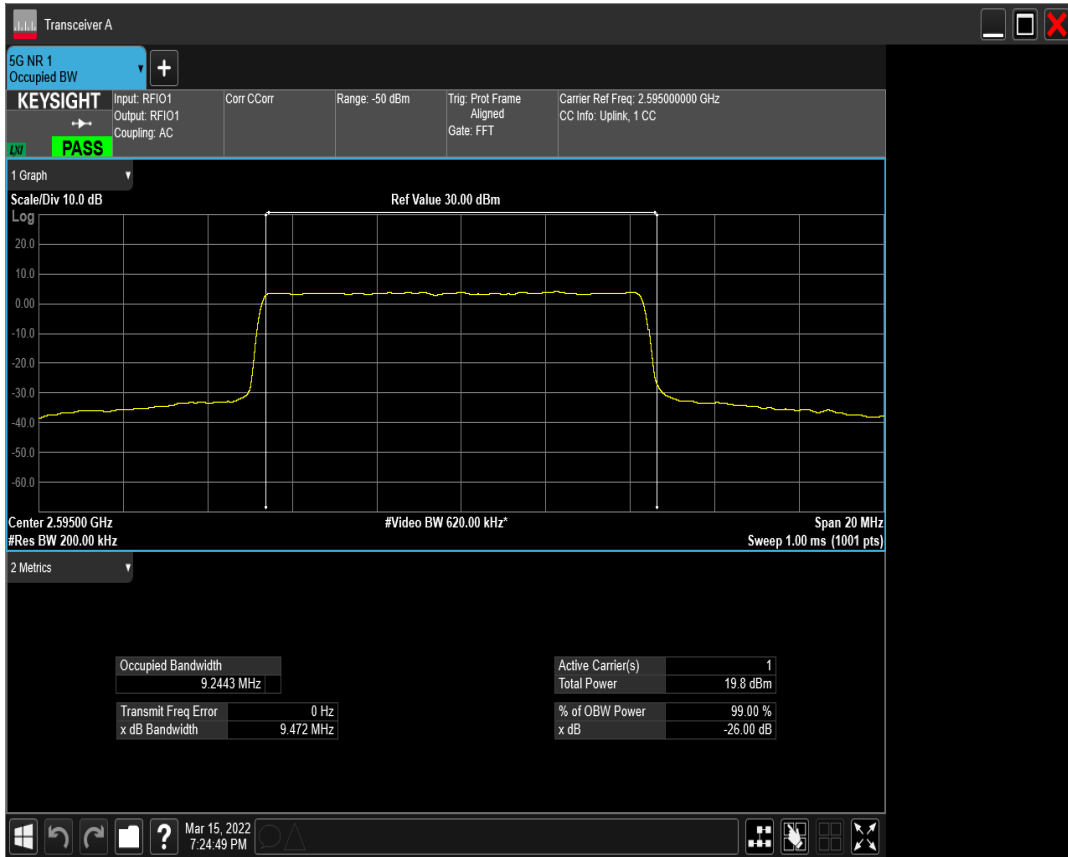 Transceiver A
5G NR 1
Occupied BW
+
KEYSIGHT
LXI
PASS
Input: RFIO1
Output: RFIO1
Coupling: AC
Corr CCorr
Range: -50 dBm
Trig: Prot Frame
Aligned
Gate: FFT
Carrier Ref Freq: 2.595000000 GHz
CC Info: Uplink, 1 CC
1 Graph
Scale/Div 10.0 dB
Ref Value 30.00 dBm
Log
20.0
10.0
0.00
-10.0
-20.0
-30.0
-40.0
-50.0
-60.0
Center 2.59500 GHz
#Video BW 620.00 kHz*
Span 20 MHz
#Res BW 200.00 kHz
Sweep 1.00 ms (1001 pts)
2 Metrics
Occupied Bandwidth
9.2443 MHz
Transmit Freq Error 0 Hz
x dB Bandwidth 9.472 MHz
Active Carrier(s) 1
Total Power 19.8 dBm
% of OBW Power 99.00 %
x dB -26.00 dB
?
Mar 15, 2022
7:24:49 PM